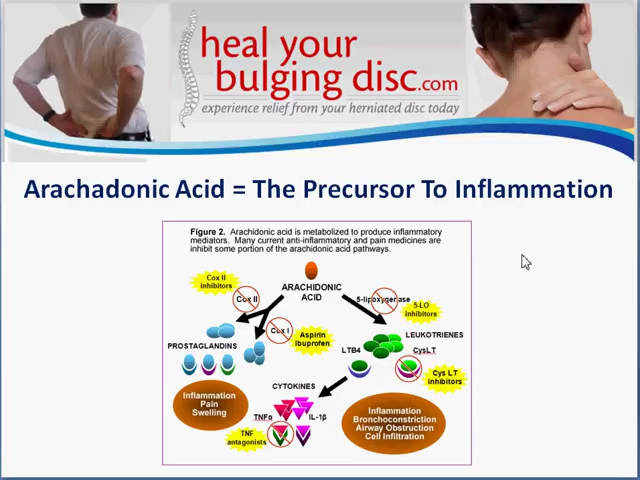 heal your
bulging disc.com
experience relief from your herniated disc today
Arachadonic Acid = The Precursor To Inflammation
Figure 2. Arachidonic acid is metabolized to produce inflammatory
mediators. Many current anti-inflammatory and pain medicines are
inhibit some portion of the arachidonic acid pathways.
Cox II
inhibitors
Cox II
ARACHIDONIC
ACID
5-lipoxygenase
5-LO
inhibitors
Cox I
Aspirin
Ibuprofen
PROSTAGLANDINS
LEUKOTRIENES
LTB4
CysLT
Cys LT
inhibitors
CYTOKINES
Inflammation
Pain
Swelling
TNFα
IL-1β
TNF
antagonists
Inflammation
Bronchoconstriction
Airway Obstruction
Cell Infiltration